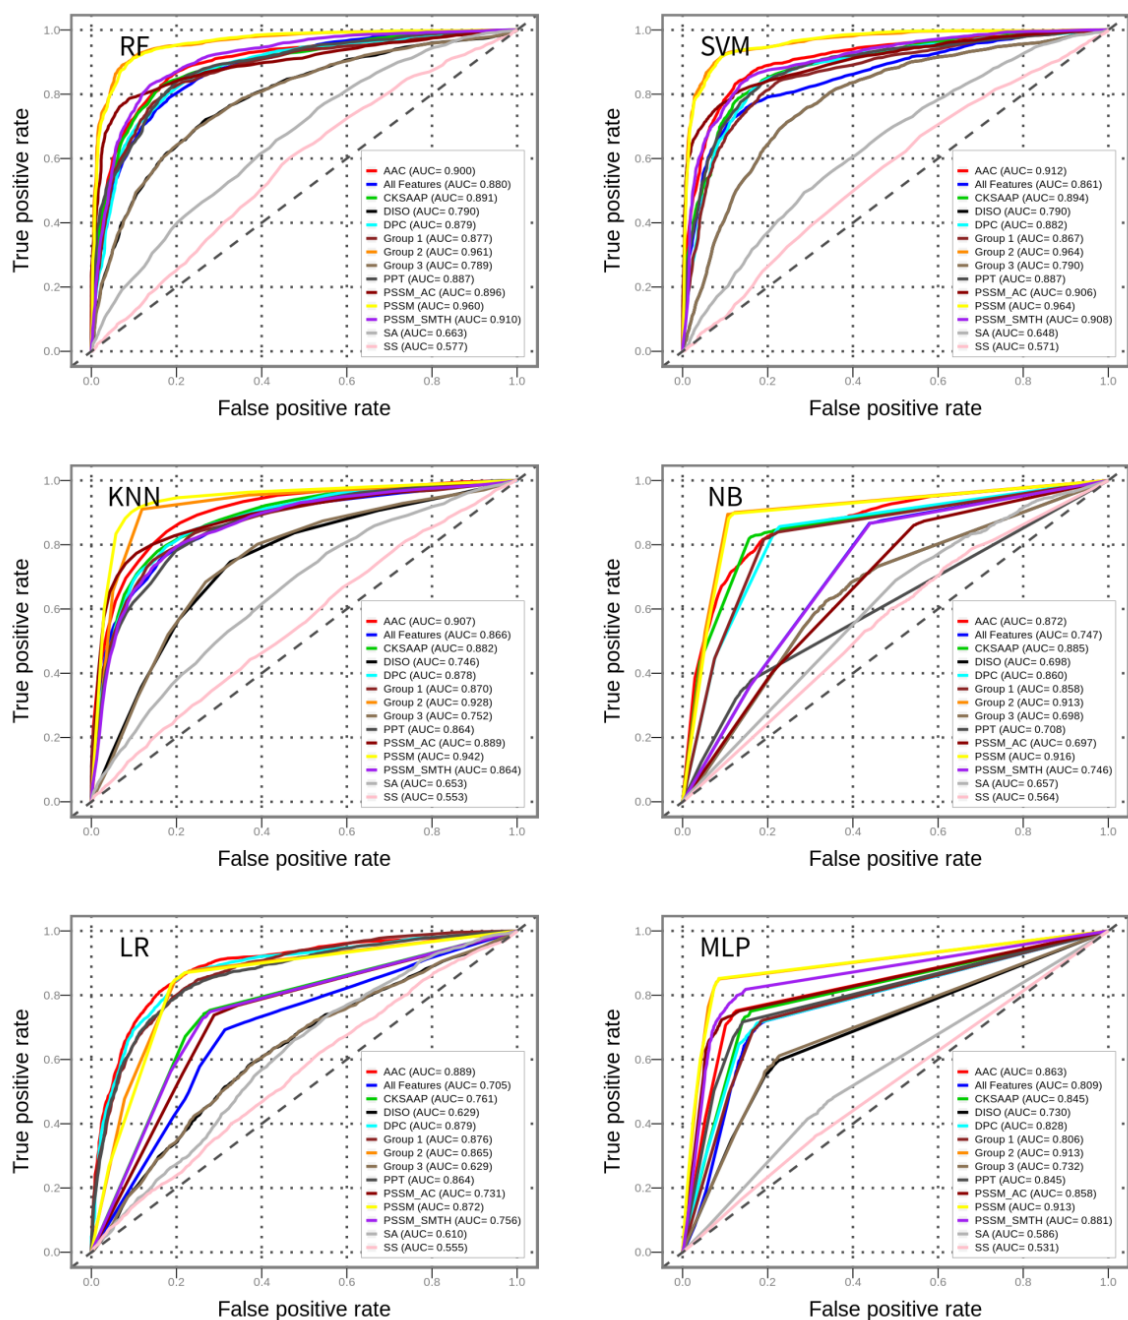 RF
True positive rate
1.0
0.8
0.6
0.4
0.2
0.0
AAC (AUC= 0.900)
All Features (AUC= 0.880)
CKSAAP (AUC= 0.891)
DISO (AUC= 0.790)
DPC (AUC= 0.879)
Group 1 (AUC= 0.877)
Group 2 (AUC= 0.961)
Group 3 (AUC= 0.789)
PPT (AUC= 0.887)
PSSM_AC (AUC= 0.896)
PSSM (AUC= 0.960)
PSSM_SMTH (AUC= 0.910)
SA (AUC= 0.663)
SS (AUC= 0.577)
0.0 0.2 0.4 0.6 0.8 1.0
False positive rate
SVM
True positive rate
1.0
0.8
0.6
0.4
0.2
0.0
AAC (AUC= 0.912)
All Features (AUC= 0.861)
CKSAAP (AUC= 0.894)
DISO (AUC= 0.790)
DPC (AUC= 0.882)
Group 1 (AUC= 0.867)
Group 2 (AUC= 0.964)
Group 3 (AUC= 0.790)
PPT (AUC= 0.887)
PSSM_AC (AUC= 0.906)
PSSM (AUC= 0.964)
PSSM_SMTH (AUC= 0.908)
SA (AUC= 0.648)
SS (AUC= 0.571)
0.0 0.2 0.4 0.6 0.8 1.0
False positive rate
KNN
True positive rate
1.0
0.8
0.6
0.4
0.2
0.0
AAC (AUC= 0.907)
All Features (AUC= 0.866)
CKSAAP (AUC= 0.882)
DISO (AUC= 0.746)
DPC (AUC= 0.878)
Group 1 (AUC= 0.870)
Group 2 (AUC= 0.928)
Group 3 (AUC= 0.752)
PPT (AUC= 0.864)
PSSM_AC (AUC= 0.889)
PSSM (AUC= 0.942)
PSSM_SMTH (AUC= 0.864)
SA (AUC= 0.653)
SS (AUC= 0.553)
0.0 0.2 0.4 0.6 0.8 1.0
False positive rate
NB
True positive rate
1.0
0.8
0.6
0.4
0.2
0.0
AAC (AUC= 0.872)
All Features (AUC= 0.747)
CKSAAP (AUC= 0.885)
DISO (AUC= 0.698)
DPC (AUC= 0.860)
Group 1 (AUC= 0.858)
Group 2 (AUC= 0.913)
Group 3 (AUC= 0.698)
PPT (AUC= 0.708)
PSSM_AC (AUC= 0.697)
PSSM (AUC= 0.916)
PSSM_SMTH (AUC= 0.746)
SA (AUC= 0.657)
SS (AUC= 0.564)
0.0 0.2 0.4 0.6 0.8 1.0
False positive rate
LR
True positive rate
1.0
0.8
0.6
0.4
0.2
0.0
AAC (AUC= 0.889)
All Features (AUC= 0.705)
CKSAAP (AUC= 0.761)
DISO (AUC= 0.629)
DPC (AUC= 0.879)
Group 1 (AUC= 0.876)
Group 2 (AUC= 0.865)
Group 3 (AUC= 0.629)
PPT (AUC= 0.864)
PSSM_AC (AUC= 0.731)
PSSM (AUC= 0.872)
PSSM_SMTH (AUC= 0.756)
SA (AUC= 0.610)
SS (AUC= 0.555)
0.0 0.2 0.4 0.6 0.8 1.0
False positive rate
MLP
True positive rate
1.0
0.8
0.6
0.4
0.2
0.0
AAC (AUC= 0.863)
All Features (AUC= 0.809)
CKSAAP (AUC= 0.845)
DISO (AUC= 0.730)
DPC (AUC= 0.828)
Group 1 (AUC= 0.806)
Group 2 (AUC= 0.913)
Group 3 (AUC= 0.732)
PPT (AUC= 0.845)
PSSM_AC (AUC= 0.858)
PSSM (AUC= 0.913)
PSSM_SMTH (AUC= 0.881)
SA (AUC= 0.586)
SS (AUC= 0.531)
0.0 0.2 0.4 0.6 0.8 1.0
False positive rate